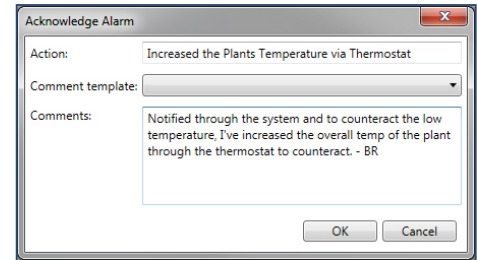 Acknowledge Alarm
Action: Increased the Plants Temperature via Thermostat
Comment template:
Comments: Notified through the system and to counteract the low
temperature, I've increased the overall temp of the plant
through the thermostat to counteract. - BR
OK Cancel